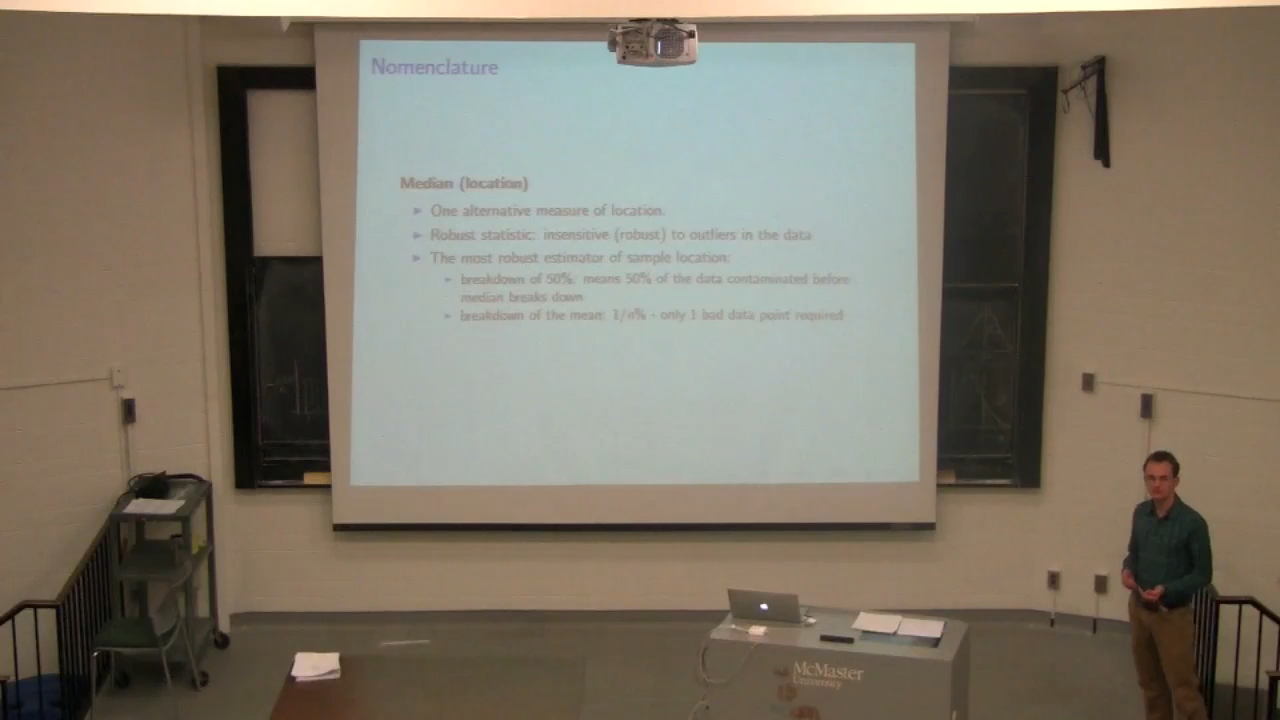 Nomenclature
Median (location)
One alternative measure of location.
Robust statistic: insensitive (robust) to outliers in the data
The most robust estimator of sample location:
breakdown of 50%, means 50% of the data contaminated before
median breaks down
breakdown of the mean: 1/n% - only 1 bad data point required
McMaster
University